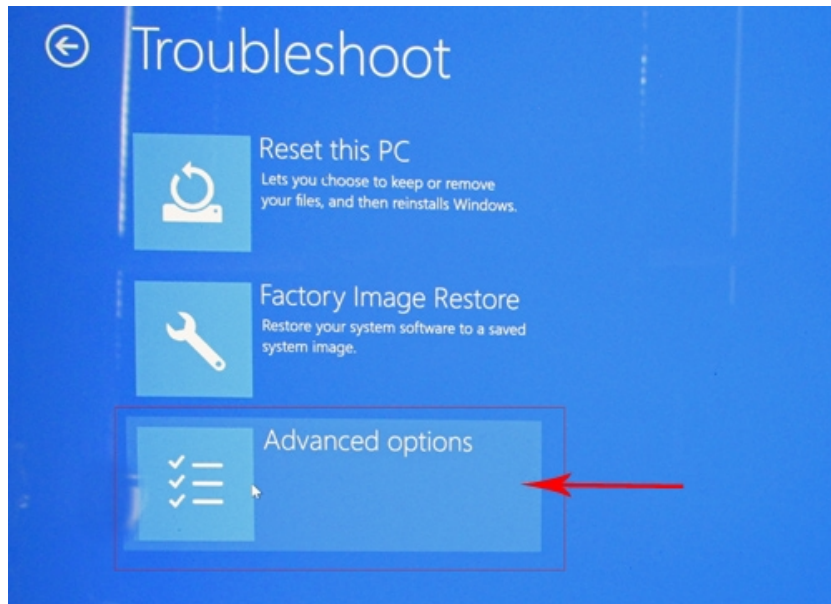 Troubleshoot
Reset this PC
Lets you choose to keep or remove
your files, and then reinstalls Windows.
Factory Image Restore
Restore your system software to a saved
system image.
Advanced options